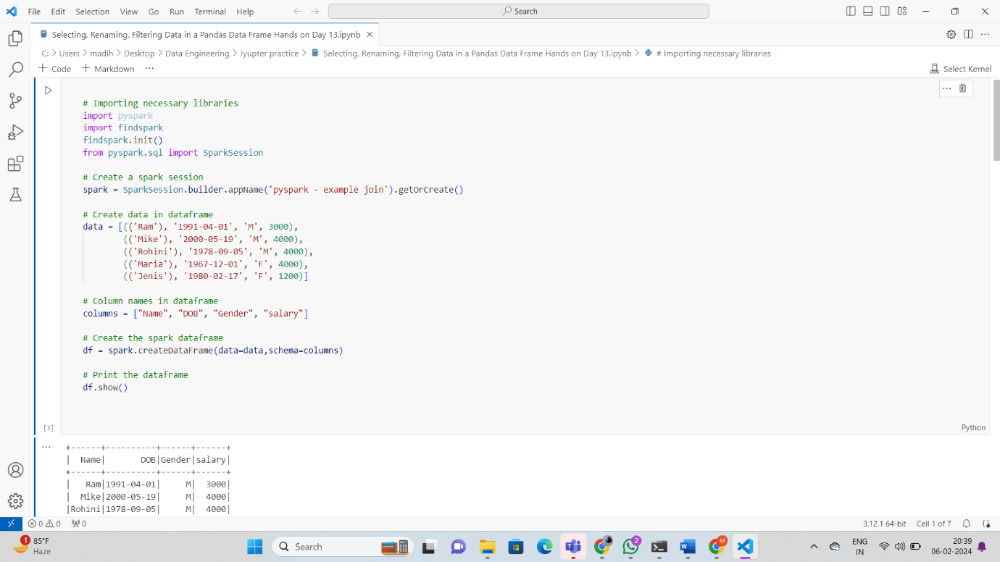 File Edit Selection View Go Run Terminal Help Search
Selecting, Renaming, Filtering Data in a Pandas Data Frame Hands on Day 13.ipynb
C: > Users > madih > Desktop > Data Engineering > Jyupter practice > Selecting, Renaming, Filtering Data in a Pandas Data Frame Hands on Day 13.ipynb > # Importing necessary libraries
+ Code + Markdown ... Select Kernel
# Importing necessary libraries
import pyspark
import findspark
findspark.init()
from pyspark.sql import SparkSession
# Create a spark session
spark = SparkSession.builder.appName('pyspark - example join').getOrCreate()
# Create data in dataframe
data = [(('Ram'), '1991-04-01', 'M', 3000),
(('Mike'), '2000-05-19', 'M', 4000),
(('Rohini'), '1978-09-05', 'M', 4000),
(('Maria'), '1967-12-01', 'F', 4000),
(('Jenis'), '1980-02-17', 'F', 1200)]
# Column names in dataframe
columns = ["Name", "DOB", "Gender", "salary"]
# Create the spark dataframe
df = spark.createDataFrame(data=data,schema=columns)
# Print the dataframe
df.show()
[3] Python
+------+----------+------+------+
|  Name|       DOB|Gender|salary|
+------+----------+------+------+
|   Ram|1991-04-01|     M|  3000|
|  Mike|2000-05-19|     M|  4000|
|Rohini|1978-09-05|     M|  4000|
0 0 0 3.12.1 64-bit Cell 1 of 7
1 85°F Search 2 M ENG 20:39
Haze IN 06-02-2024